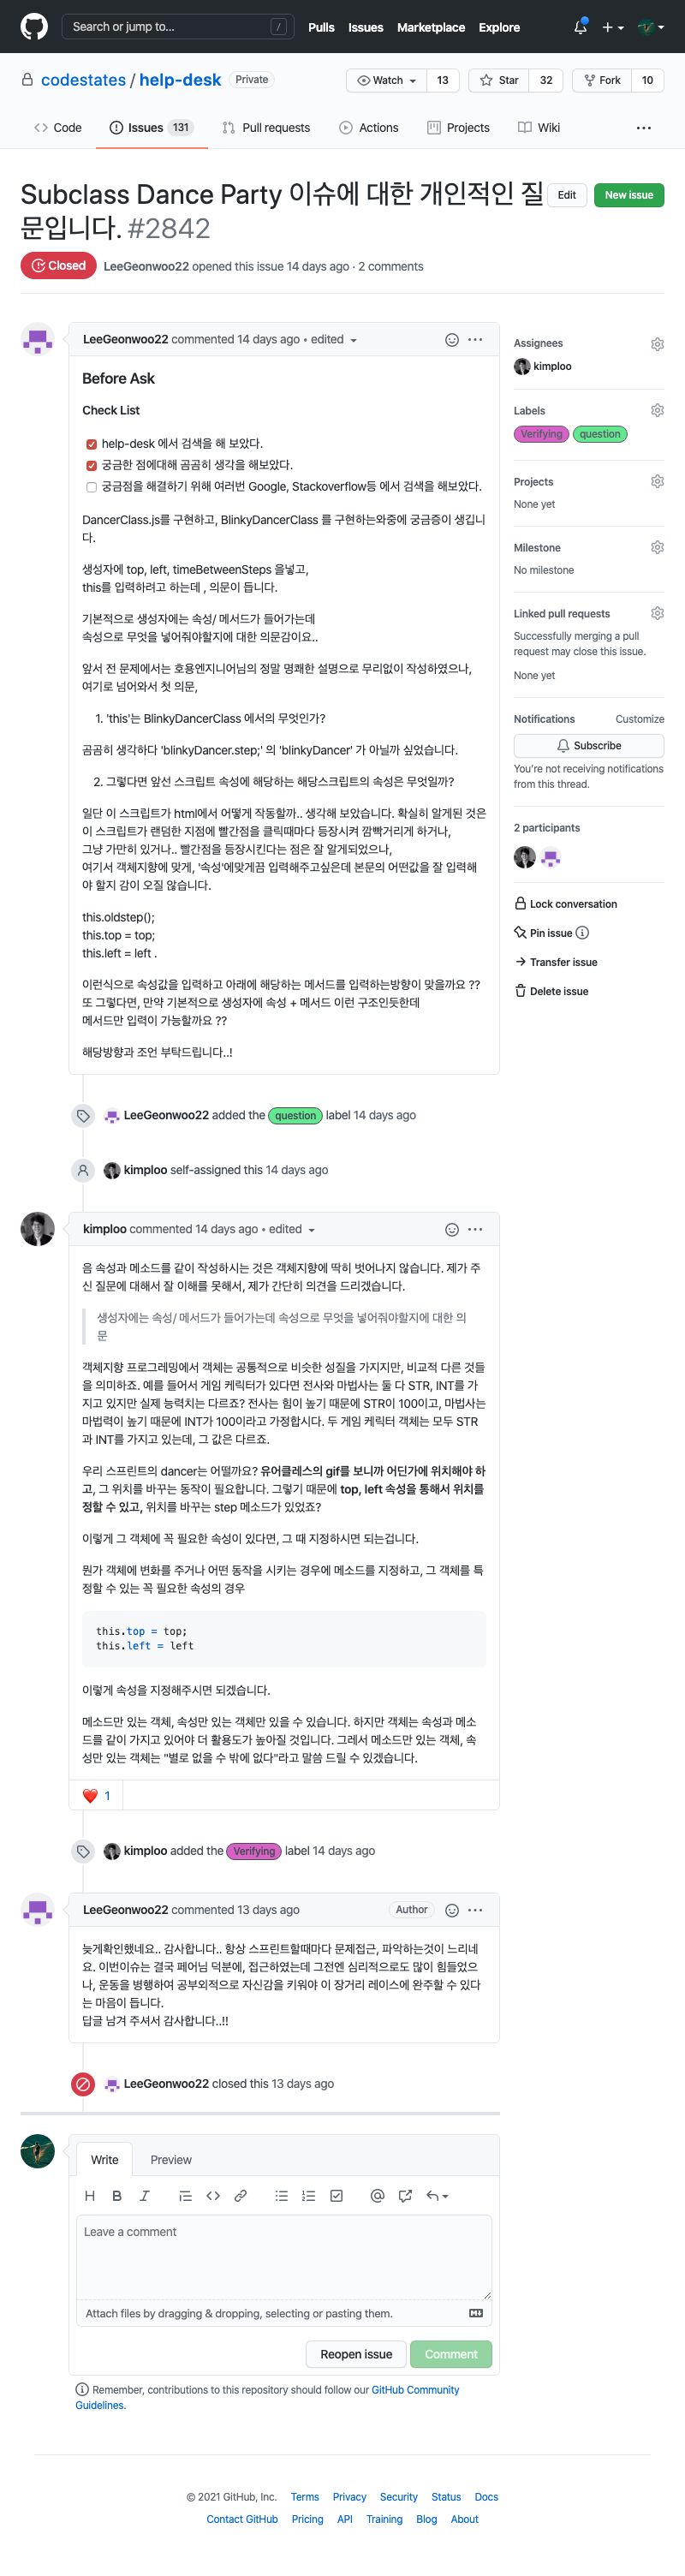 Search or jump to...
/
Pulls Issues Marketplace Explore
codestates / help-desk Private
Watch 13 Star 32 Fork 10
Code Issues 131 Pull requests Actions Projects Wiki
Subclass Dance Party 이슈에 대한 개인적인 질
문입니다. #2842
Edit New issue
Closed LeeGeonwoo22 opened this issue 14 days ago · 2 comments
LeeGeonwoo22 commented 14 days ago • edited
Before Ask
Check List
help-desk 에서 검색을 해 보았다.
궁금한 점에대해 곰곰히 생각을 해보았다.
궁금점을 해결하기 위해 여러번 Google, Stackoverflow등 에서 검색을 해보았다.
DancerClass.js를 구현하고, BlinkyDancerClass 를 구현하는와중에 궁금증이 생깁니
다.
생성자에 top, left, timeBetweenSteps 을넣고,
this를 입력하려고 하는데 , 의문이 듭니다.
기본적으로 생성자에는 속성/ 메서드가 들어가는데
속성으로 무엇을 넣어줘야할지에 대한 의문감이요..
앞서 전 문제에서는 호용엔지니어님의 정말 명쾌한 설명으로 무리없이 작성하였으나,
여기로 넘어와서 첫 의문,
1. 'this'는 BlinkyDancerClass 에서의 무엇인가?
곰곰히 생각하다 'blinkyDancer.step;' 의 'blinkyDancer' 가 아닐까 싶었습니다.
2. 그렇다면 앞선 스크립트 속성에 해당하는 해당스크립트의 속성은 무엇일까?
일단 이 스크립트가 html에서 어떻게 작동할까.. 생각해 보았습니다. 확실히 알게된 것은
이 스크립트가 랜덤한 지점에 빨간점을 클릭때마다 등장시켜 깜빡거리게 하거나,
그냥 가만히 있거나.. 빨간점을 등장시킨다는 점은 잘 알게되었으나,
여기서 객체지향에 맞게, '속성'에맞게끔 입력해주고싶은데 본문의 어떤값을 잘 입력해
야 할지 감이 오질 않습니다.
this.oldstep();
this.top = top;
this.left = left .
이런식으로 속성값을 입력하고 아래에 해당하는 메서드를 입력하는방향이 맞을까요 ??
또 그렇다면, 만약 기본적으로 생성자에 속성 + 메서드 이런 구조인듯한데
메서드만 입력이 가능할까요 ??
해당방향과 조언 부탁드립니다..!
Assignees
kimploo
Labels
Verifying question
Projects
None yet
Milestone
No milestone
Linked pull requests
Successfully merging a pull
request may close this issue.
None yet
Notifications Customize
Subscribe
You're not receiving notifications
from this thread.
2 participants
Lock conversation
Pin issue
Transfer issue
Delete issue
LeeGeonwoo22 added the question label 14 days ago
kimploo self-assigned this 14 days ago
kimploo commented 14 days ago • edited
음 속성과 메소드를 같이 작성하시는 것은 객체지향에 딱히 벗어나지 않습니다. 제가 주
신 질문에 대해서 잘 이해를 못해서, 제가 간단히 의견을 드리겠습니다.
생성자에는 속성/ 메서드가 들어가는데 속성으로 무엇을 넣어줘야할지에 대한 의
문
객체지향 프로그레밍에서 객체는 공통적으로 비슷한 성질을 가지지만, 비교적 다른 것들
을 의미하죠. 예를 들어서 게임 케릭터가 있다면 전사와 마법사는 둘 다 STR, INT를 가
지고 있지만 실제 능력치는 다르죠? 전사는 힘이 높기 때문에 STR이 100이고, 마법사는
마법력이 높기 때문에 INT가 100이라고 가정합시다. 두 게임 케릭터 객체는 모두 STR
과 INT를 가지고 있는데, 그 값은 다르죠.
우리 스프린트의 dancer는 어떨까요? 유어클레스의 gif를 보니까 어딘가에 위치해야 하
고, 그 위치를 바꾸는 동작이 필요합니다. 그렇기 때문에 top, left 속성을 통해서 위치를
정할 수 있고, 위치를 바꾸는 step 메소드가 있었죠?
이렇게 그 객체에 꼭 필요한 속성이 있다면, 그 때 지정하시면 되는겁니다.
뭔가 객체에 변화를 주거나 어떤 동작을 시키는 경우에 메소드를 지정하고, 그 객체를 특
정할 수 있는 꼭 필요한 속성의 경우
this.top = top;
this.left = left
이렇게 속성을 지정해주시면 되겠습니다.
메소드만 있는 객체, 속성만 있는 객체만 있을 수 있습니다. 하지만 객체는 속성과 메소
드를 같이 가지고 있어야 더 활용도가 높아질 것입니다. 그레서 메소드만 있는 객체, 속
성만 있는 객체는 "별로 없을 수 밖에 없다"라고 말씀 드릴 수 있겠습니다.
1
kimploo added the Verifying label 14 days ago
LeeGeonwoo22 commented 13 days ago Author
늦게확인했네요.. 감사합니다.. 항상 스프린트할때마다 문제접근, 파악하는것이 느리네
요. 이번이슈는 결국 페어님 덕분에, 접근하였는데 그전엔 심리적으로도 많이 힘들었으
나, 운동을 병행하여 공부외적으로 자신감을 키워야 이 장거리 레이스에 완주할 수 있다
는 마음이 듭니다.
답글 남겨 주셔서 감사합니다..!!
LeeGeonwoo22 closed this 13 days ago
Write Preview
Leave a comment
Attach files by dragging & dropping, selecting or pasting them.
Reopen issue Comment
Remember, contributions to this repository should follow our GitHub Community
Guidelines.
© 2021 GitHub, Inc. Terms Privacy Security Status Docs
Contact GitHub Pricing API Training Blog About